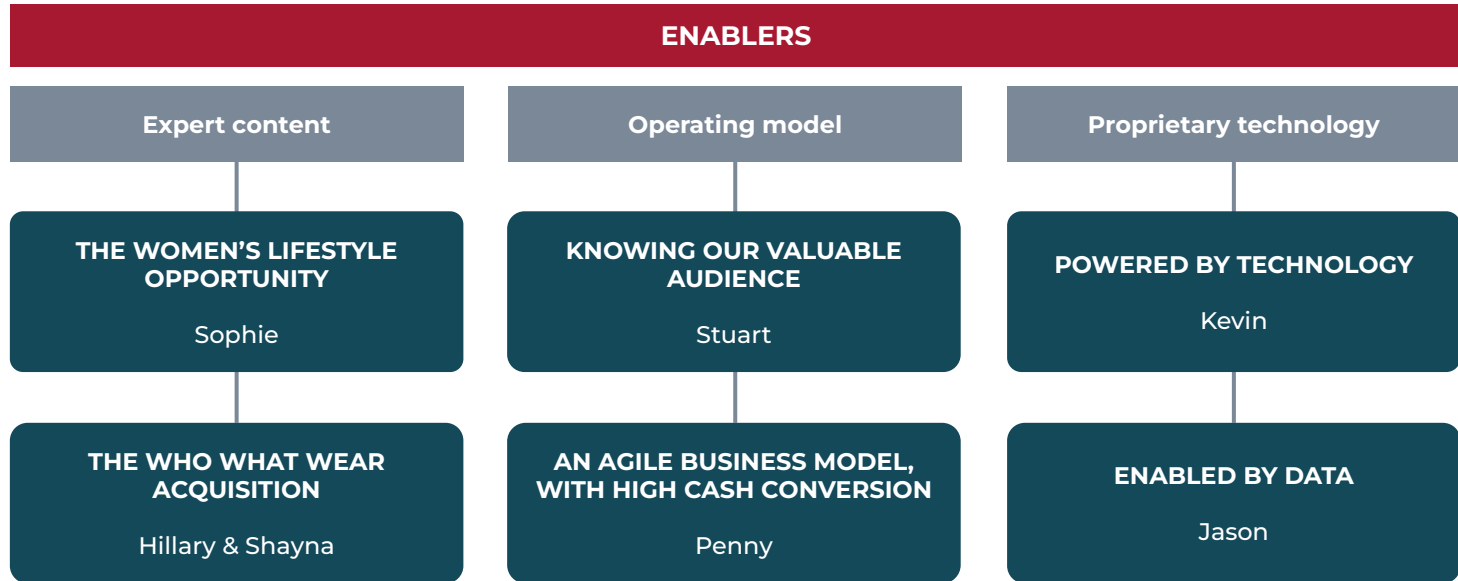 ENABLERS
Expert content
Operating model
Proprietary technology
THE WOMEN’S LIFESTYLE
OPPORTUNITY
Sophie
KNOWING OUR VALUABLE
AUDIENCE
Stuart
POWERED BY TECHNOLOGY
Kevin
THE WHO WHAT WEAR
ACQUISITION
Hillary & Shayna
AN AGILE BUSINESS MODEL,
WITH HIGH CASH CONVERSION
Penny
ENABLED BY DATA
Jason